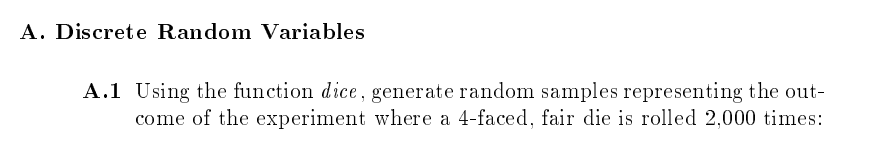 A. Discrete Random Variables
A.1 Using the function dice, generate random samples representing the out-
come of the experiment where a 4-faced, fair die is rolled 2,000 times: